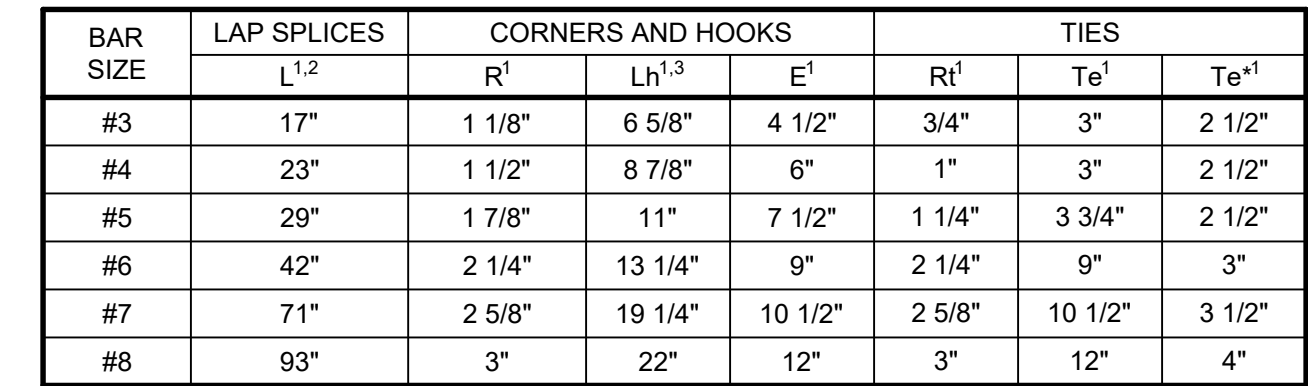 BAR SIZE LAP SPLICES CORNERS AND HOOKS TIES
L1,2 R1 Lh1,3 E1 Rt1 Te1 Te*1
#3 17" 1 1/8" 6 5/8" 4 1/2" 3/4" 3" 2 1/2"
#4 23" 1 1/2" 8 7/8" 6" 1" 3" 2 1/2"
#5 29" 1 7/8" 11" 7 1/2" 1 1/4" 3 3/4" 2 1/2"
#6 42" 2 1/4" 13 1/4" 9" 2 1/4" 9" 3"
#7 71" 2 5/8" 19 1/4" 10 1/2" 2 5/8" 10 1/2" 3 1/2"
#8 93" 3" 22" 12" 3" 12" 4"